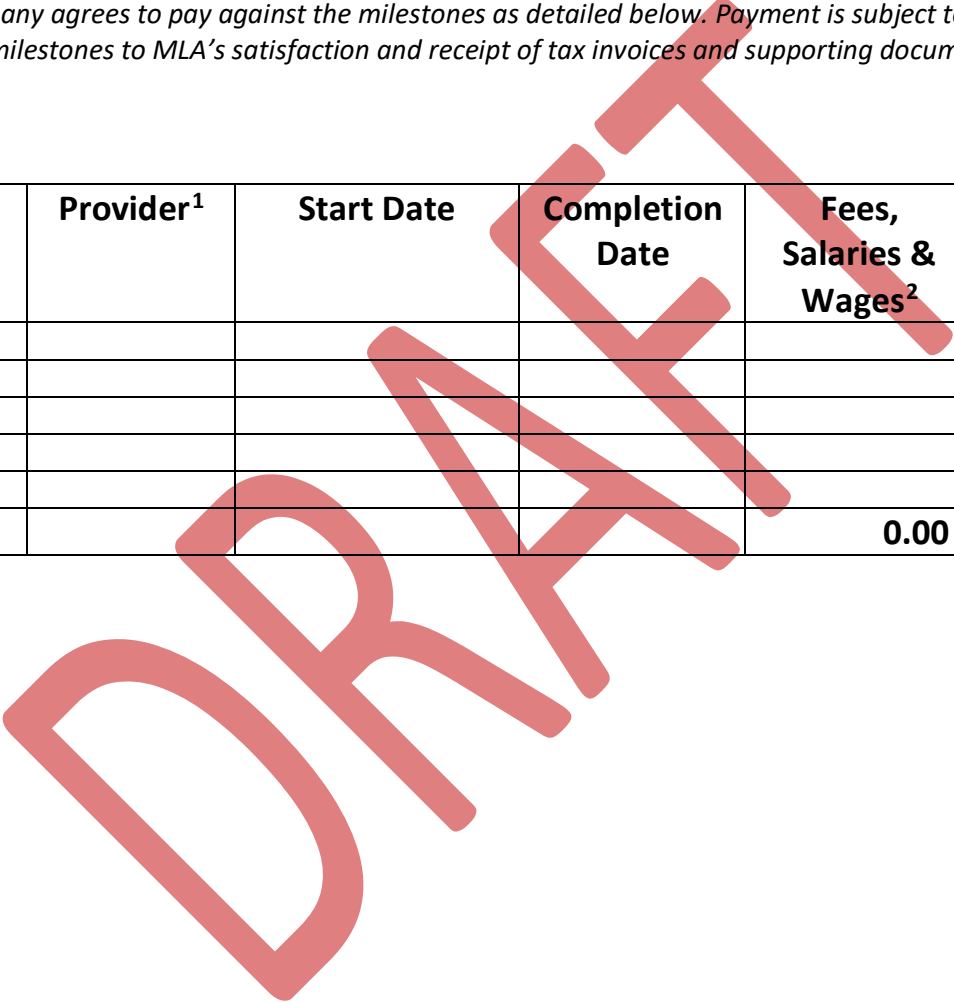 any agrees to pay against the milestones as detailed below. Payment is subject t
milestones to MLA's satisfaction and receipt of tax invoices and supporting docum
Provider¹ Start Date Completion Fees,
Date Salaries &
Wages²
0.00
DRAFT